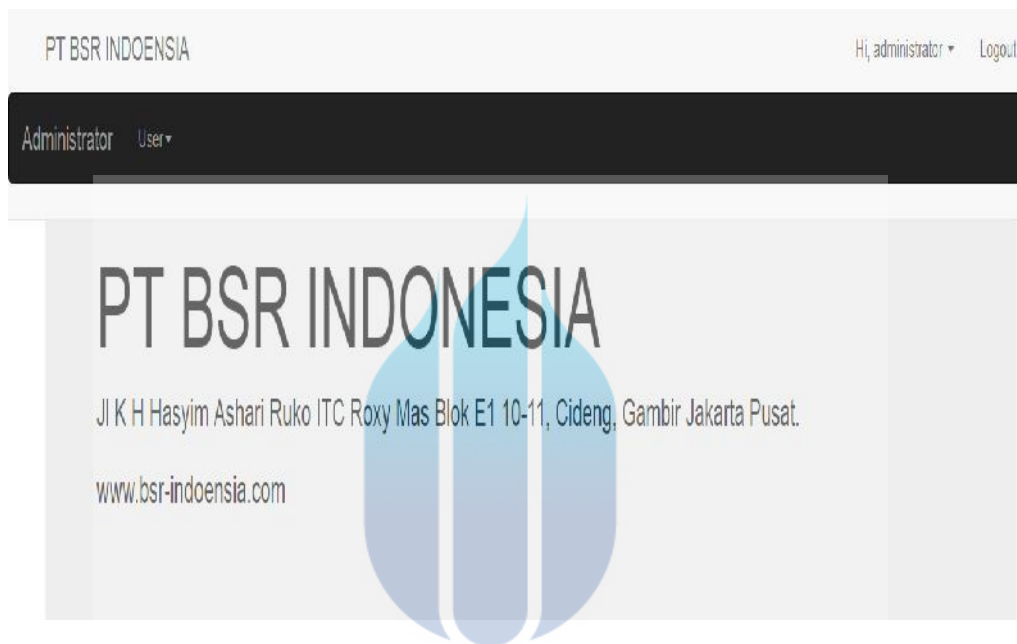 PT BSR INDOENSIA
Hi, administrator Logout
Administrator User
PT BSR INDONESIA
Jl K H Hasyim Ashari Ruko ITC Roxy Mas Blok E1 10-11, Cideng, Gambir Jakarta Pusat.
www.bsr-indoensia.com